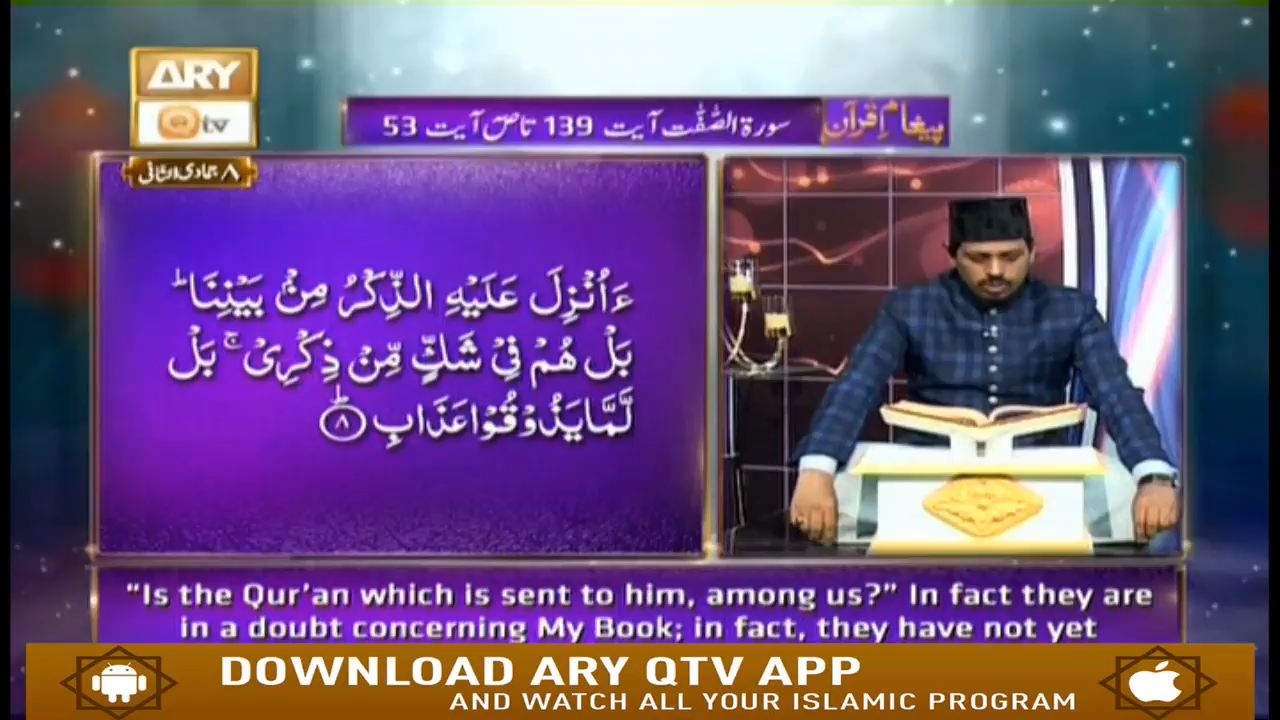 ARY
Qtv
پیغامِ قرآن
سورۃ الصّٰفّٰت آیت 139 تا صٓ آیت 53
۸ جمادی الثانی
ءَاُنْزِلَ عَلَیْهِ الذِّكْرُ مِنْۢ بَیْنِنَاؕ
بَلْ هُمْ فِیْ شَكٍّ مِّنْ ذِكْرِیْۚ بَلْ
لَّمَّا یَذُوْقُوْا عَذَابِؕ۝۸
“Is the Qur’an which is sent to him, among us?” In fact they are
in a doubt concerning My Book; in fact, they have not yet
DOWNLOAD ARY QTV APP
AND WATCH ALL YOUR ISLAMIC PROGRAM